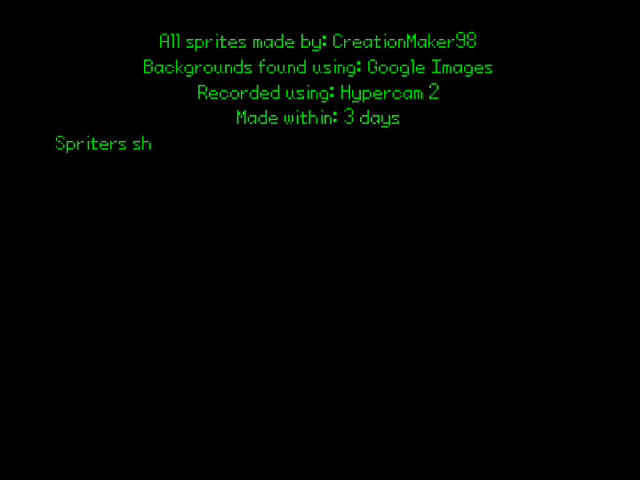 All sprites made by: CreationMaker98
Backgrounds found using: Google Images
Recorded using: Hypercam 2
Made within: 3 days
Spriters sh